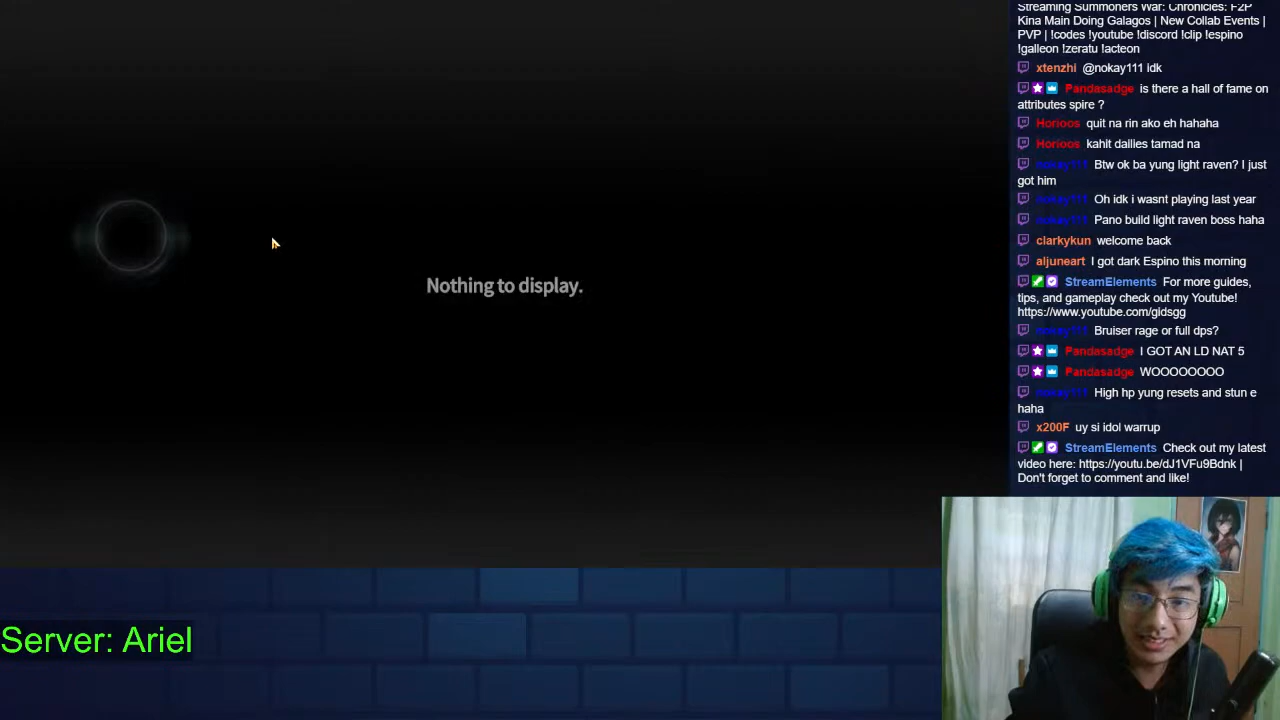 Streaming Summoners War: Chronicles: F2P
Kina Main Doing Galagos | New Collab Events |
PVP | !codes !youtube !discord !clip !espino
!galleon !zeratu !acteon
xtenzhi @nokay111 idk
Pandasadge is there a hall of fame on
attributes spire ?
Horioos quit na rin ako eh hahaha
Horioos kahit dailies tamad na
nokay111 Btw ok ba yung light raven? I just
got him
nokay111 Oh idk i wasnt playing last year
nokay111 Pano build light raven boss haha
clarkykun welcome back
aljuneart I got dark Espino this morning
StreamElements For more guides,
tips, and gameplay check out my Youtube!
https://www.youtube.com/gidsgg
nokay111 Bruiser rage or full dps?
Pandasadge I GOT AN LD NAT 5
Pandasadge WOOOOOOOO
nokay111 High hp yung resets and stun e
haha
x200F uy si idol warrup
StreamElements Check out my latest
video here: https://youtu.be/dJ1VFu9Bdnk |
Don't forget to comment and like!
Nothing to display.
Server: Ariel